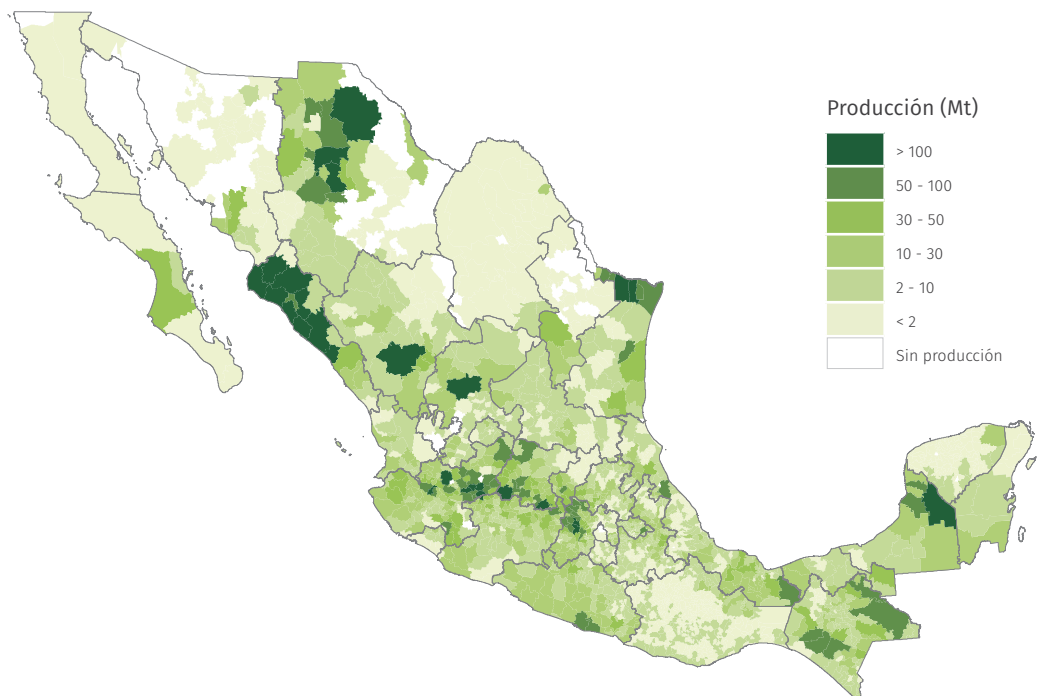 Producción (Mt)
> 100
50 - 100
30 - 50
10 - 30
2 - 10
< 2
Sin producción